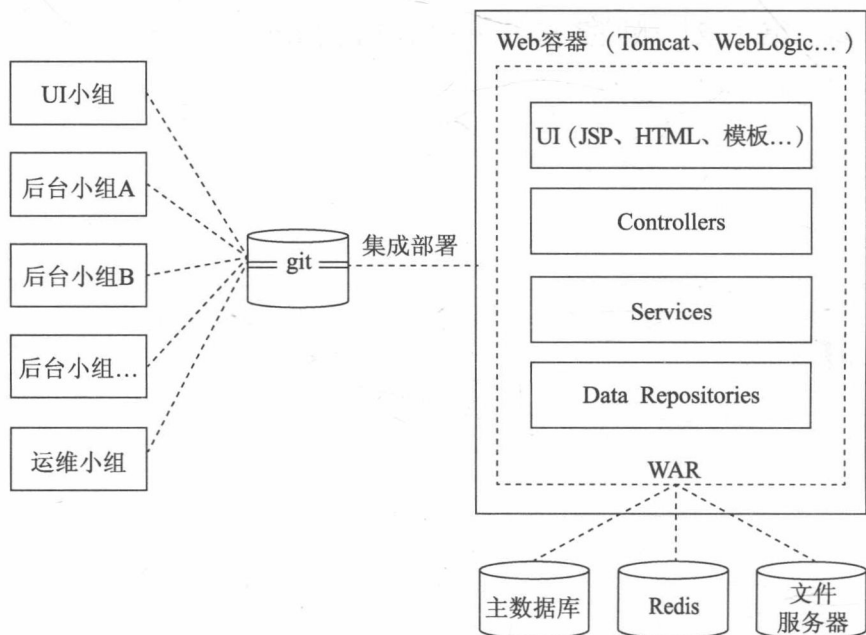 UI小组
后台小组A
后台小组B
后台小组…
运维小组
git
集成部署
Web容器（Tomcat、WebLogic…）
UI（JSP、HTML、模板…）
Controllers
Services
Data Repositories
WAR
主数据库
Redis
文件
服务器